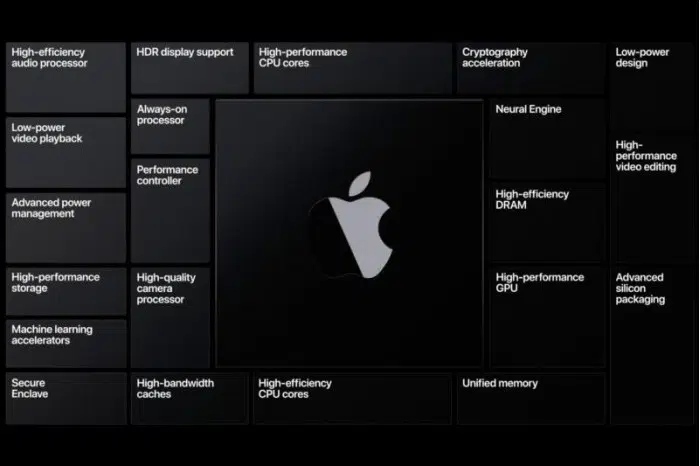 High-efficiency
audio processor
HDR display support
High-performance
CPU cores
Cryptography
acceleration
Low-power
design
Low-power
video playback
Always-on
processor
Neural Engine
High-
performance
video editing
Performance
controller
Advanced power
management
High-efficiency
DRAM
High-performance
storage
High-quality
camera
processor
High-performance
GPU
Advanced
silicon
packaging
Machine learning
accelerators
Secure
Enclave
High-bandwidth
caches
High-efficiency
CPU cores
Unified memory